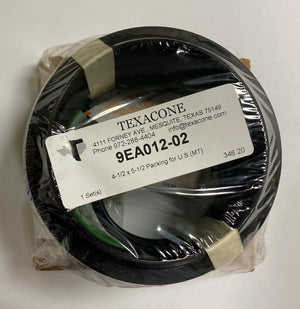 TEXACONE
4111 FORNEY AVE., MESQUITE, TEXAS 75149
Phone 972-288-4404 info@texacone.com
9EA012-02
4-1/2 x 5-1/2 Packing for U.S (MT)
1 Set(s) 346.20